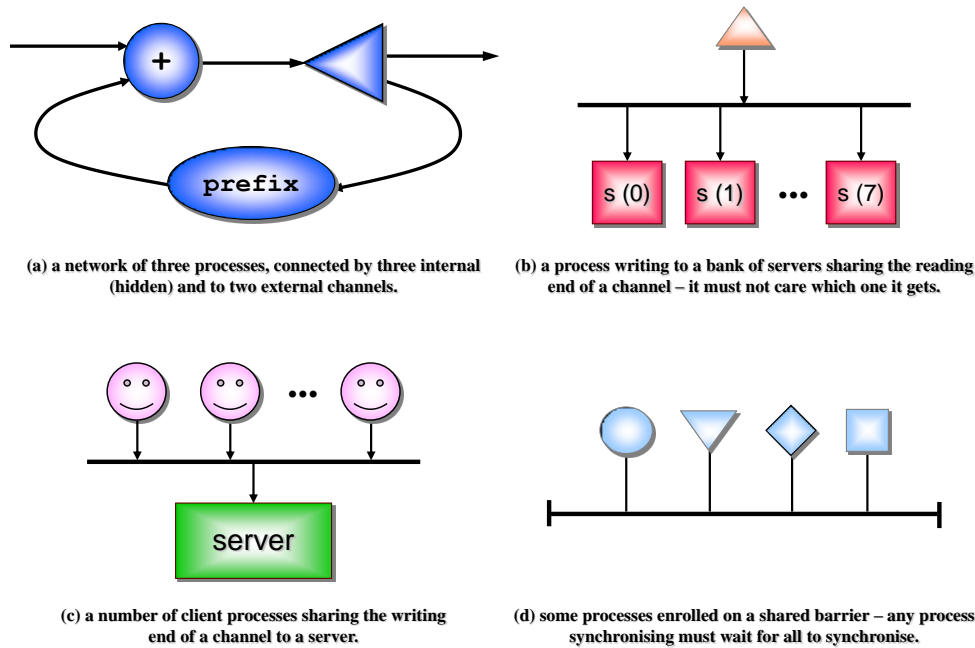 +
prefix
(a) a network of three processes, connected by three internal
(hidden) and to two external channels.
s (0)
s (1)
•••
s (7)
(b) a process writing to a bank of servers sharing the reading
end of a channel – it must not care which one it gets.
•••
server
(c) a number of client processes sharing the writing
end of a channel to a server.
(d) some processes enrolled on a shared barrier – any process
synchronising must wait for all to synchronise.